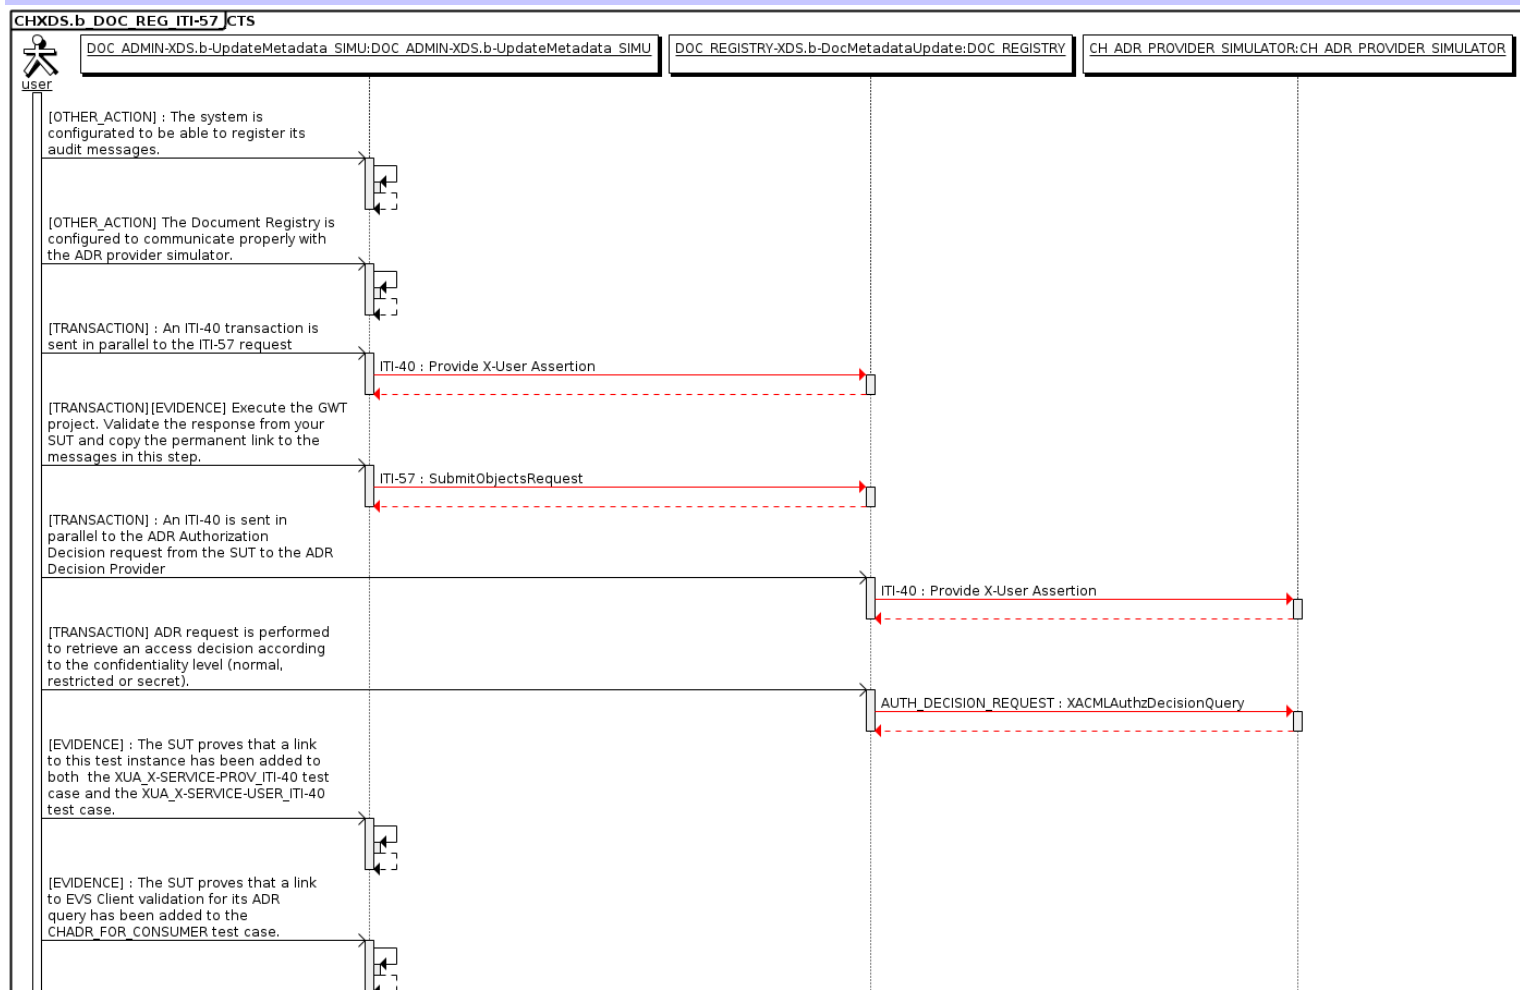 CHXDS.b_DOC_REG_ITI-57_CTS
user
DOC_ADMIN-XDS.b-UpdateMetadata_SIMU:DOC_ADMIN-XDS.b-UpdateMetadata_SIMU
DOC_REGISTRY-XDS.b-DocMetadataUpdate:DOC_REGISTRY
CH_ADR_PROVIDER_SIMULATOR:CH_ADR_PROVIDER_SIMULATOR
[OTHER_ACTION] : The system is
configurated to be able to register its
audit messages.
[OTHER_ACTION] The Document Registry is
configured to communicate properly with
the ADR provider simulator.
[TRANSACTION] : An ITI-40 transaction is
sent in parallel to the ITI-57 request
ITI-40 : Provide X-User Assertion
[TRANSACTION][EVIDENCE] Execute the GWT
project. Validate the response from your
SUT and copy the permanent link to the
messages in this step.
ITI-57 : SubmitObjectsRequest
[TRANSACTION] : An ITI-40 is sent in
parallel to the ADR Authorization
Decision request from the SUT to the ADR
Decision Provider
ITI-40 : Provide X-User Assertion
[TRANSACTION] ADR request is performed
to retrieve an access decision according
to the confidentiality level (normal,
restricted or secret).
AUTH_DECISION_REQUEST : XACMLAuthzDecisionQuery
[EVIDENCE] : The SUT proves that a link
to this test instance has been added to
both  the XUA_X-SERVICE-PROV_ITI-40 test
case and the XUA_X-SERVICE-USER_ITI-40
test case.
[EVIDENCE] : The SUT proves that a link
to EVS Client validation for its ADR
query has been added to the
CHADR_FOR_CONSUMER test case.